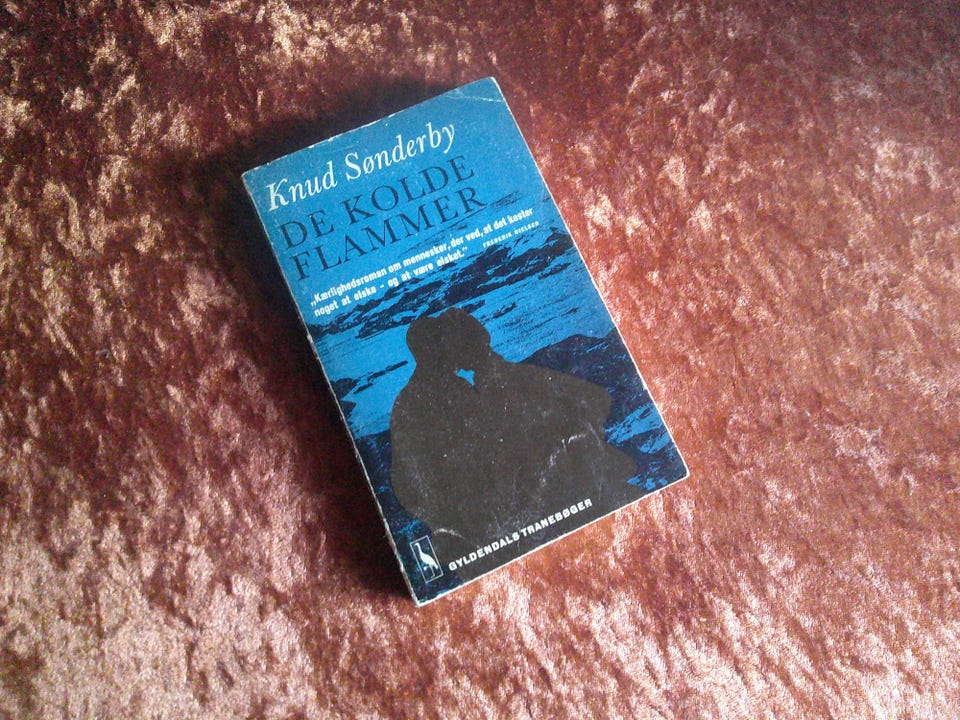 Knud Sønderby
DE KOLDE
FLAMMER
„Kærlighedsroman om mennesker, der ved, at det koster
noget at elske - og at være elsket.” FREDERIK NIELSEN
GYLDENDALS TRANEBØGER